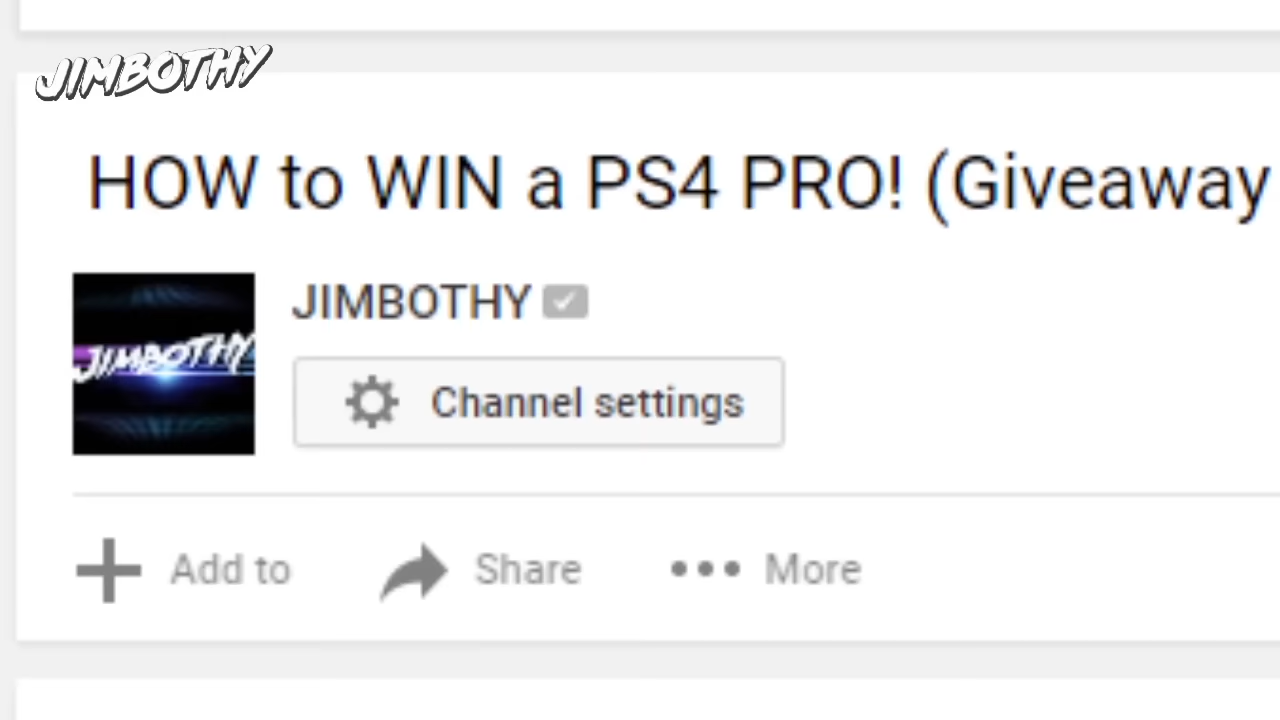 JIMBOTHY
HOW to WIN a PS4 PRO! (Giveaway
JIMBOTHY
JIMBOTHY
Channel settings
Add to Share More